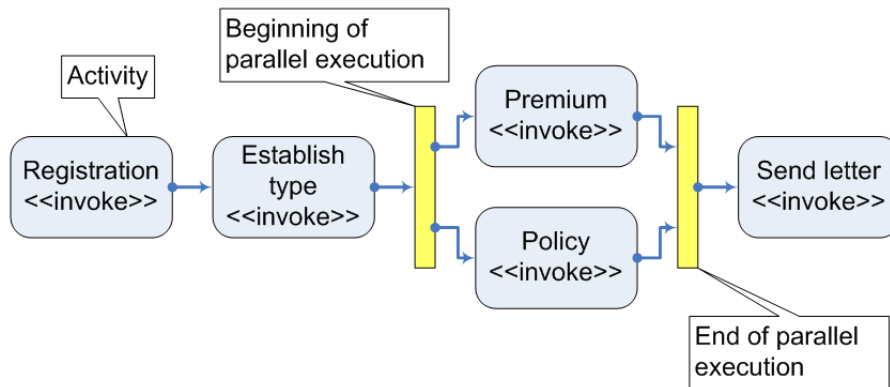 Beginning of
parallel execution
Activity
Registration
<<invoke>>
Establish
type
<<invoke>>
Premium
<<invoke>>
Policy
<<invoke>>
Send letter
<<invoke>>
End of parallel
execution